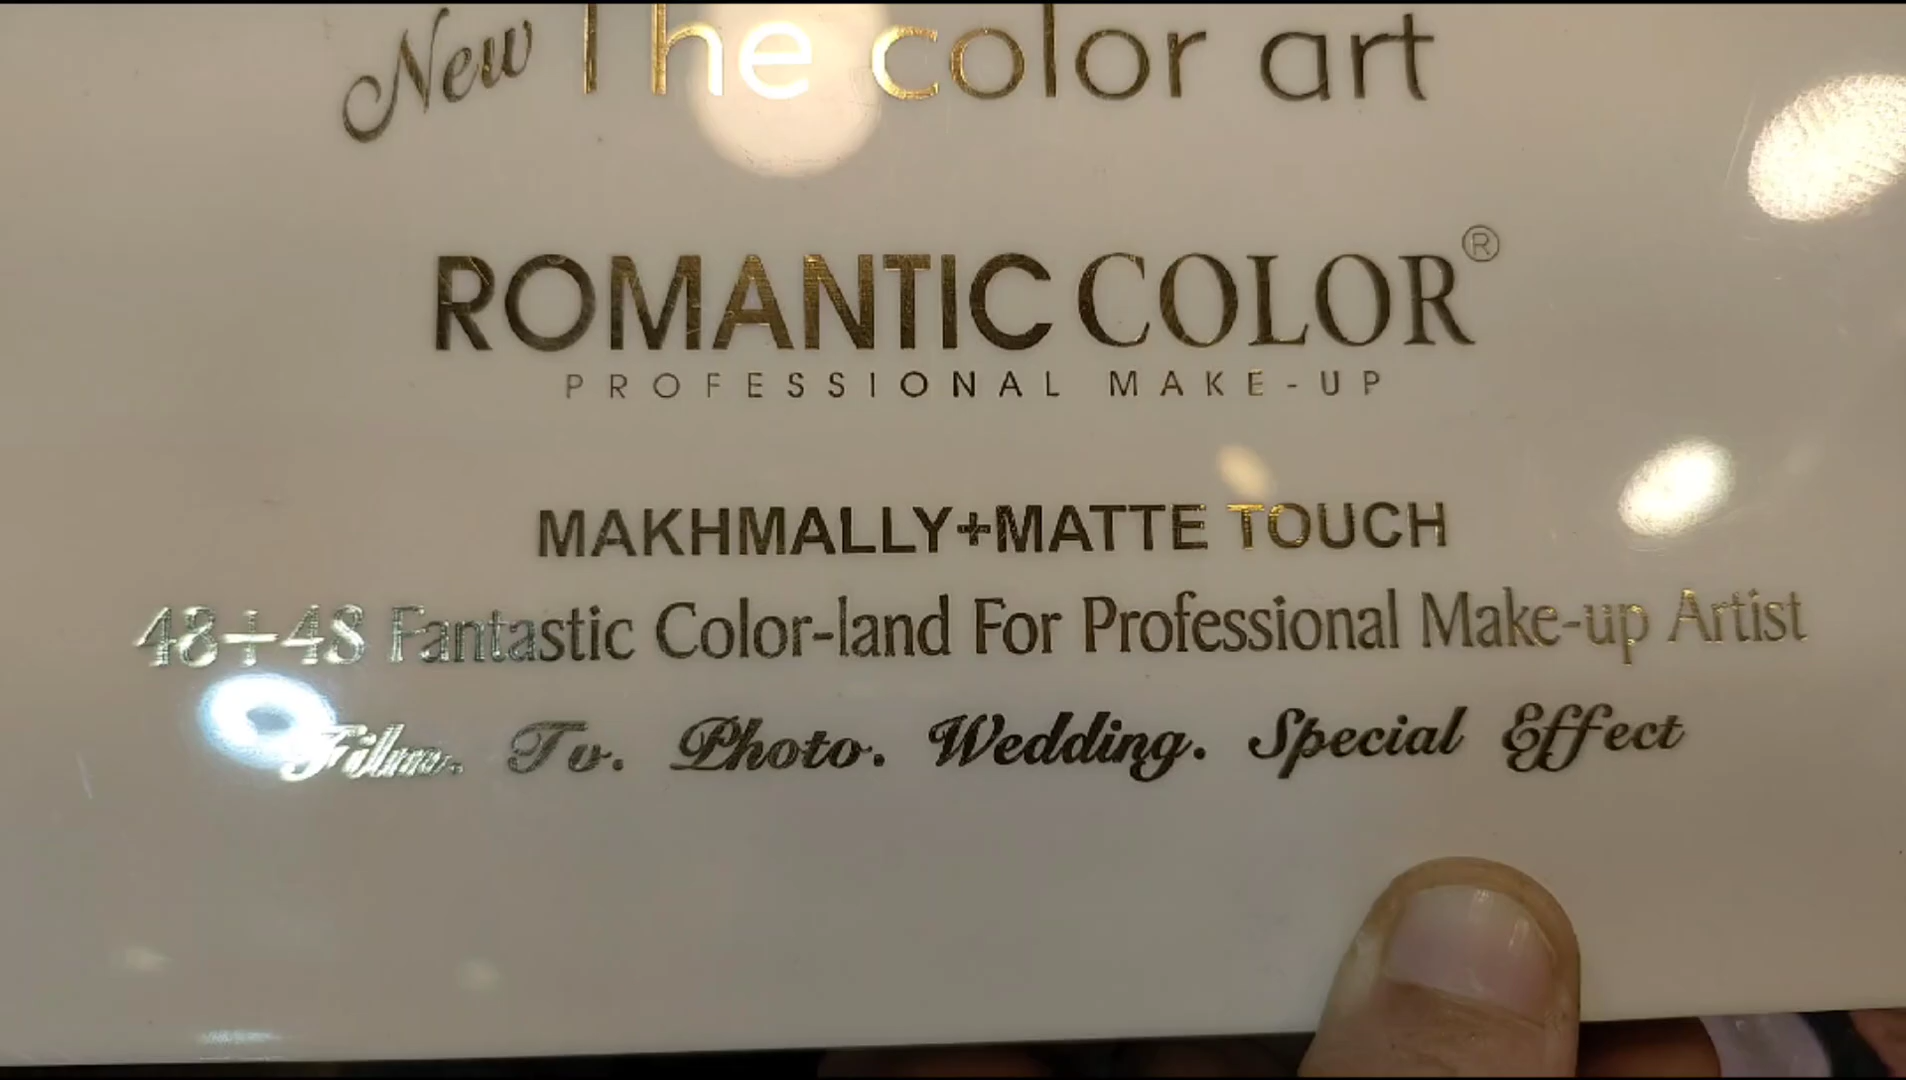 New The color art
ROMANTIC COLOR®
PROFESSIONAL MAKE-UP
MAKHMALLY+MATTE TOUCH
48+48 Fantastic Color-land For Professional Make-up Artist
Film. Tv. Photo. Wedding. Special Effect